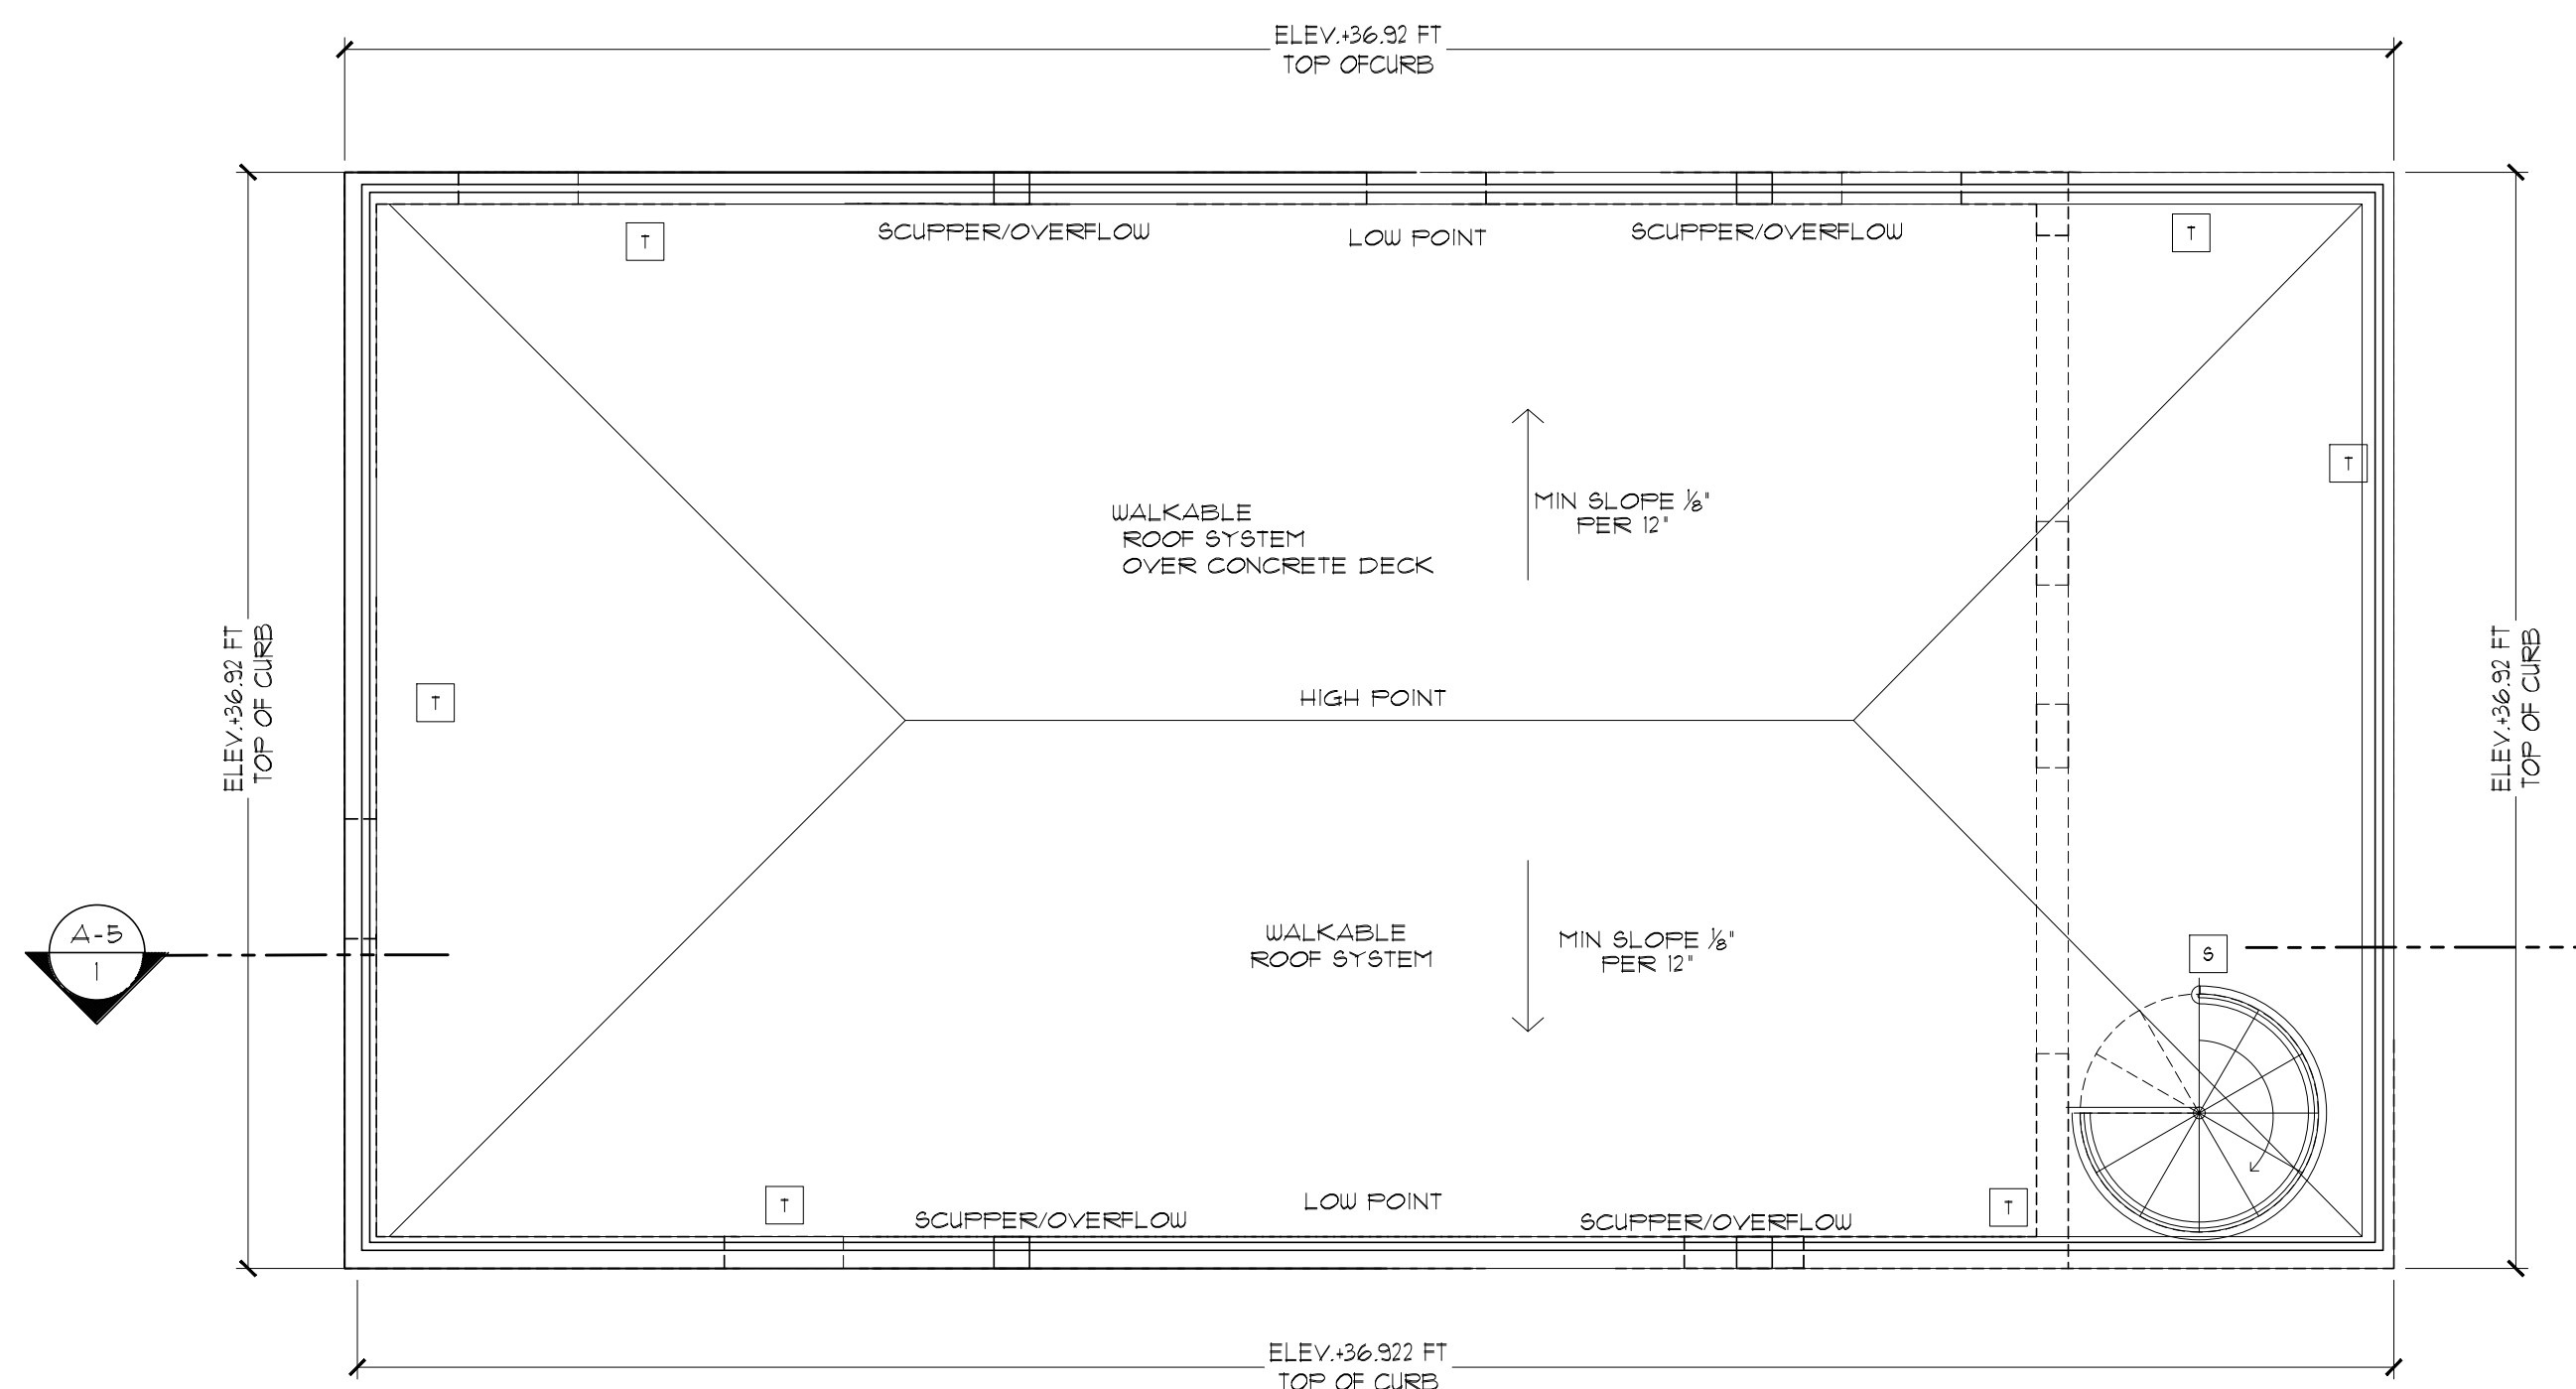 ELEV.+36.92 FT
TOP OFCURB
SCUPPER/OVERFLOW
LOW POINT
SCUPPER/OVERFLOW
T
T
T
WALKABLE
ROOF SYSTEM
OVER CONCRETE DECK
MIN SLOPE ⅛"
PER 12"
ELEV.+36.92 FT
TOP OF CURB
T
HIGH POINT
ELEV.+36.92 FT
TOP OF CURB
A-5
1
WALKABLE
ROOF SYSTEM
MIN SLOPE ⅛"
PER 12"
S
T
SCUPPER/OVERFLOW
LOW POINT
SCUPPER/OVERFLOW
T
ELEV.+36.922 FT
TOP OF CURB